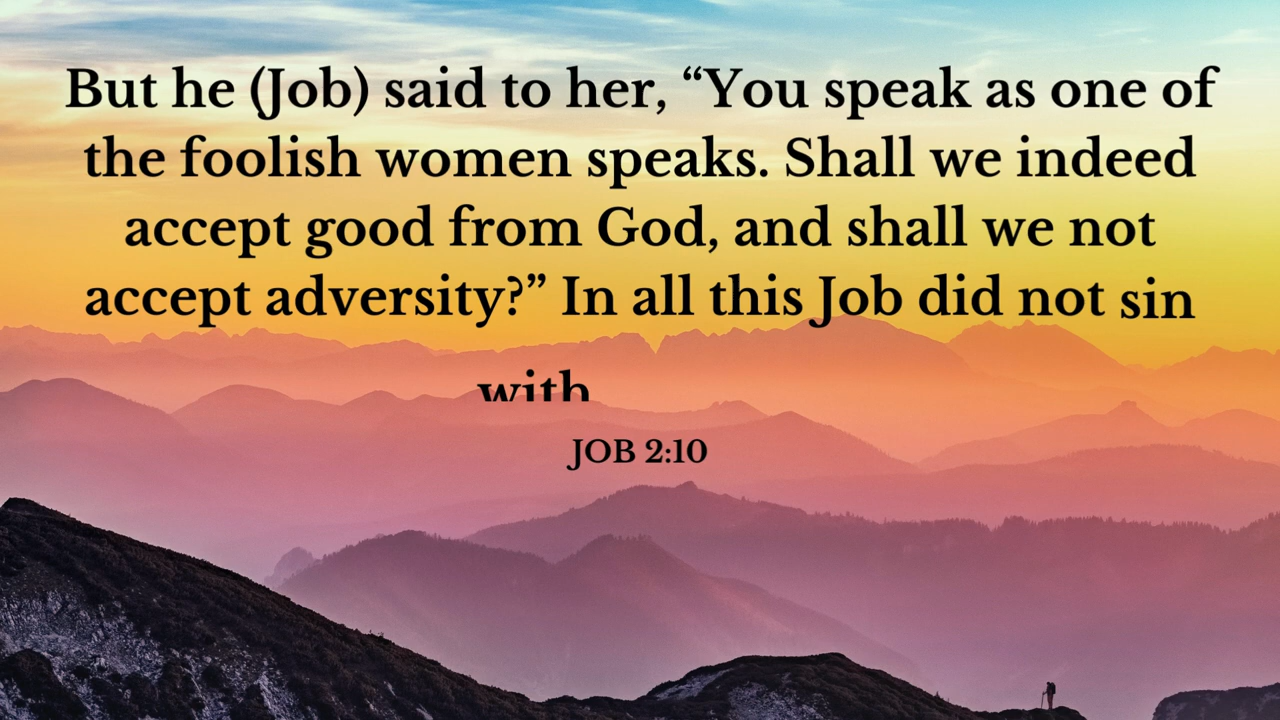 But he (Job) said to her, “You speak as one of
the foolish women speaks. Shall we indeed
accept good from God, and shall we not
accept adversity?” In all this Job did not sin
with
JOB 2:10